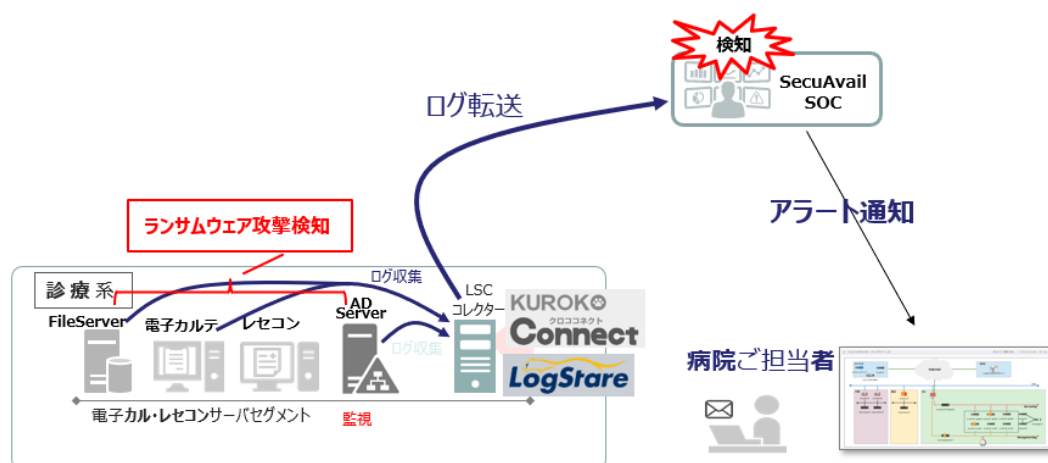 検知
SecuAvail
SOC
ログ転送
アラート通知
ランサムウェア攻撃検知
診療系
ログ収集
LSC
コレクター
KUROKO
クロココネクト
Connect
LogStare
FileServer
電子カルテ
レセコン
AD
Server
ログ収集
病院ご担当者
電子カル・レセコンサーバセグメント
監視